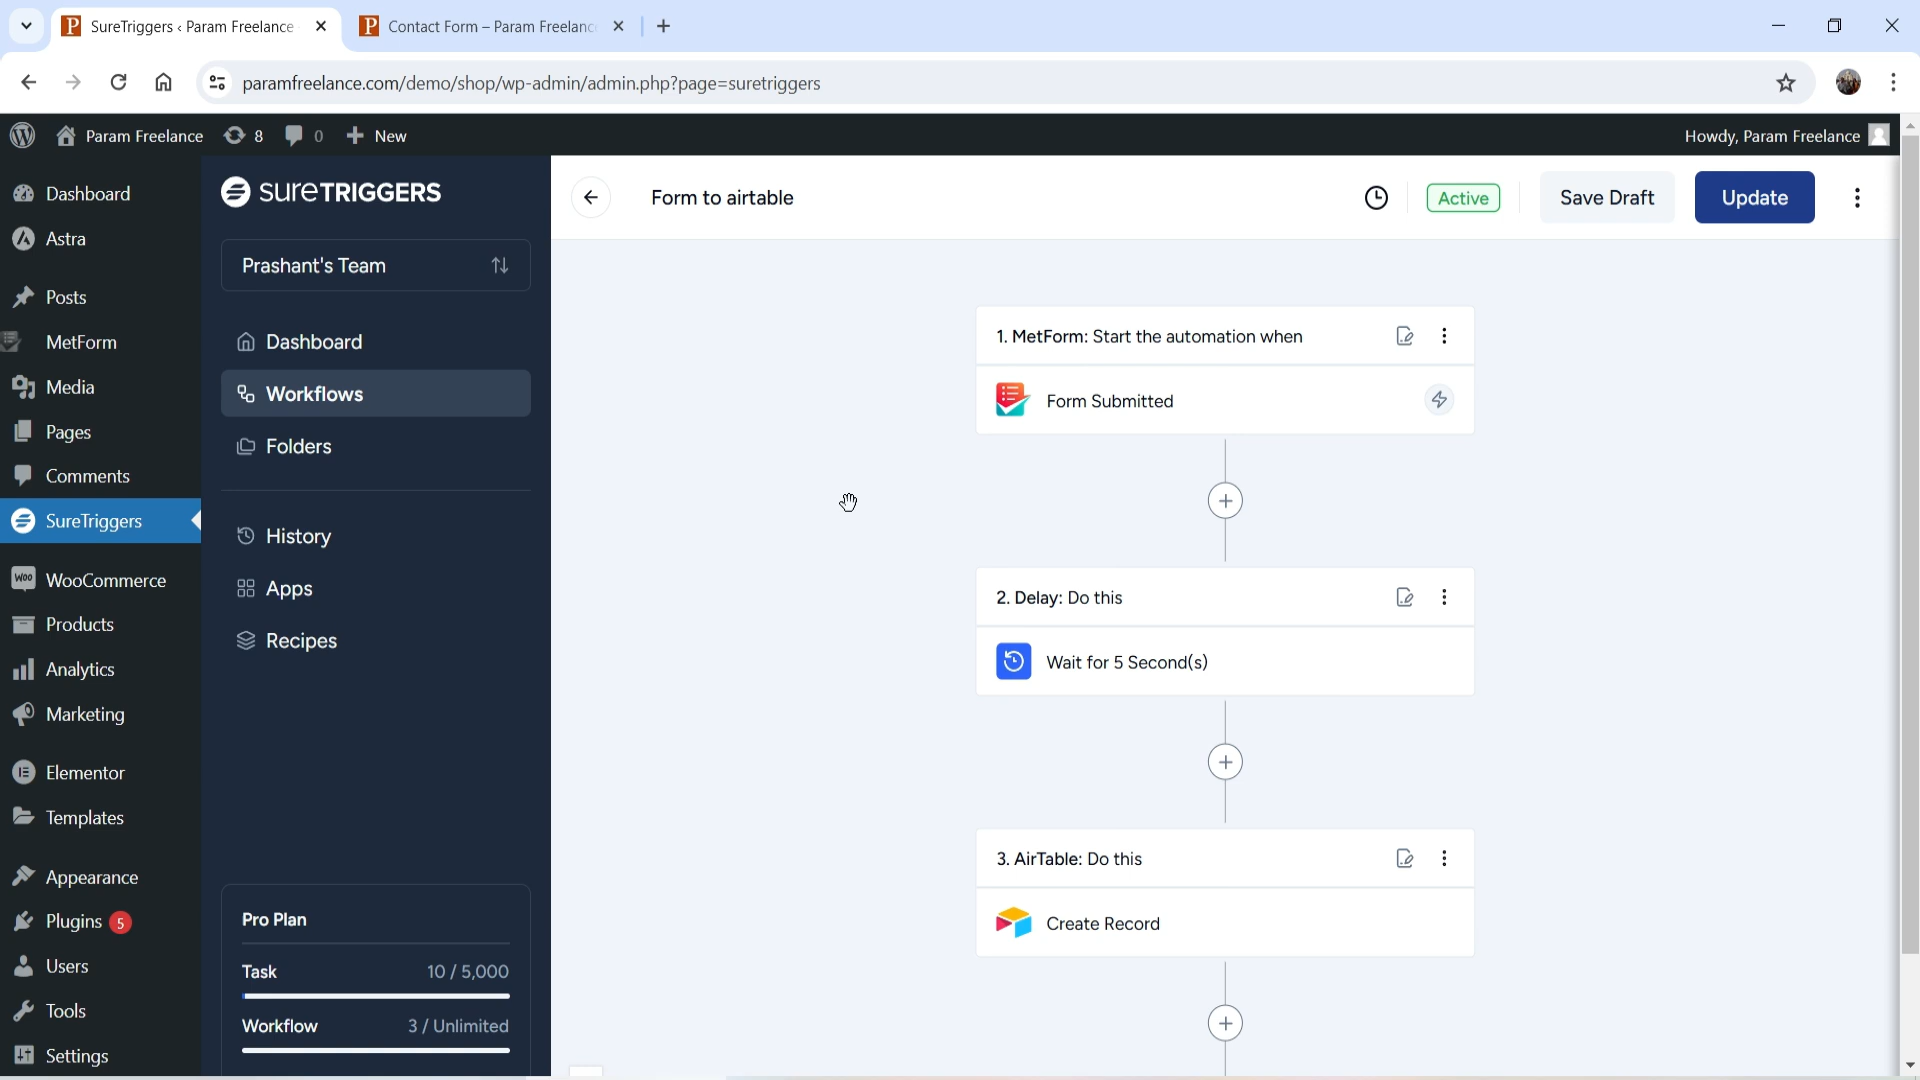 SureTriggers ‹ Param Freelance
Contact Form – Param Freelanc
paramfreelance.com/demo/shop/wp-admin/admin.php?page=suretriggers
Param Freelance
8
0
New
Howdy, Param Freelance
Dashboard
Astra
Posts
MetForm
Media
Pages
Comments
SureTriggers
WooCommerce
Products
Analytics
Marketing
Elementor
Templates
Appearance
Plugins 5
Users
Tools
Settings
SURETRIGGERS
Prashant's Team
Dashboard
Workflows
Folders
History
Apps
Recipes
Pro Plan
Task 10 / 5,000
Workflow 3 / Unlimited
Form to airtable
Active
Save Draft
Update
1. MetForm: Start the automation when
Form Submitted
2. Delay: Do this
Wait for 5 Second(s)
3. AirTable: Do this
Create Record